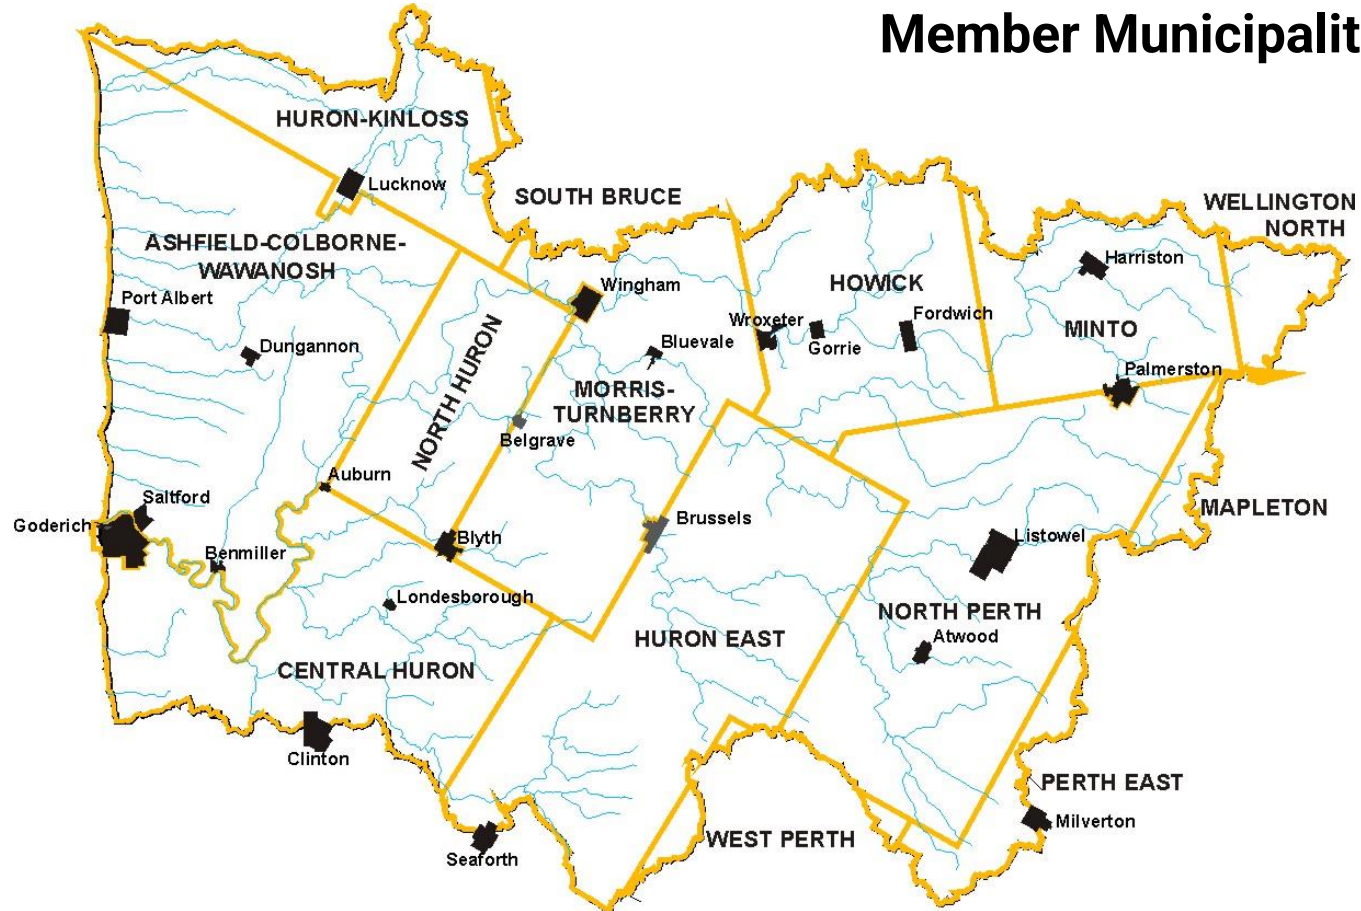 Member Municipalit
HURON-KINLOSS
Lucknow
SOUTH BRUCE
WELLINGTON
NORTH
ASHFIELD-COLBORNE-
WAWANOSH
Harriston
Wingham
HOWICK
Port Albert
Fordwich
Wroxeter
MINTO
Bluevale
Gorrie
Dungannon
NORTH HURON
Palmerston
MORRIS-
TURNBERRY
Belgrave
Auburn
Saltford
MAPLETON
Goderich
Brussels
Blyth
Listowel
Benmiller
Londesborough
NORTH PERTH
HURON EAST
Atwood
CENTRAL HURON
Clinton
PERTH EAST
Milverton
WEST PERTH
Seaforth